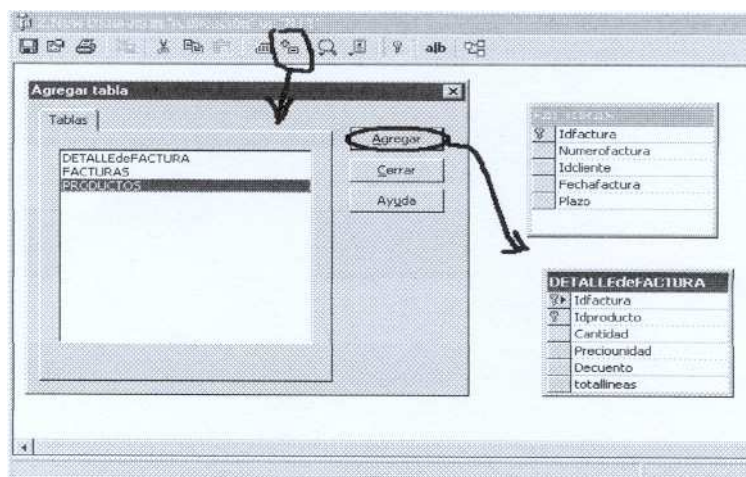 Agregar tabla
Tablas
DETALLEdeFACTURA
FACTURAS
PRODUCTOS
Agregar
Cerrar
Ayuda
Idfactura
Numerofactura
Idcliente
Fechafactura
Plazo
DETALLEdeFACTURA
Idfactura
Idproducto
Cantidad
Preciounidad
Decuento
totallineas
ab